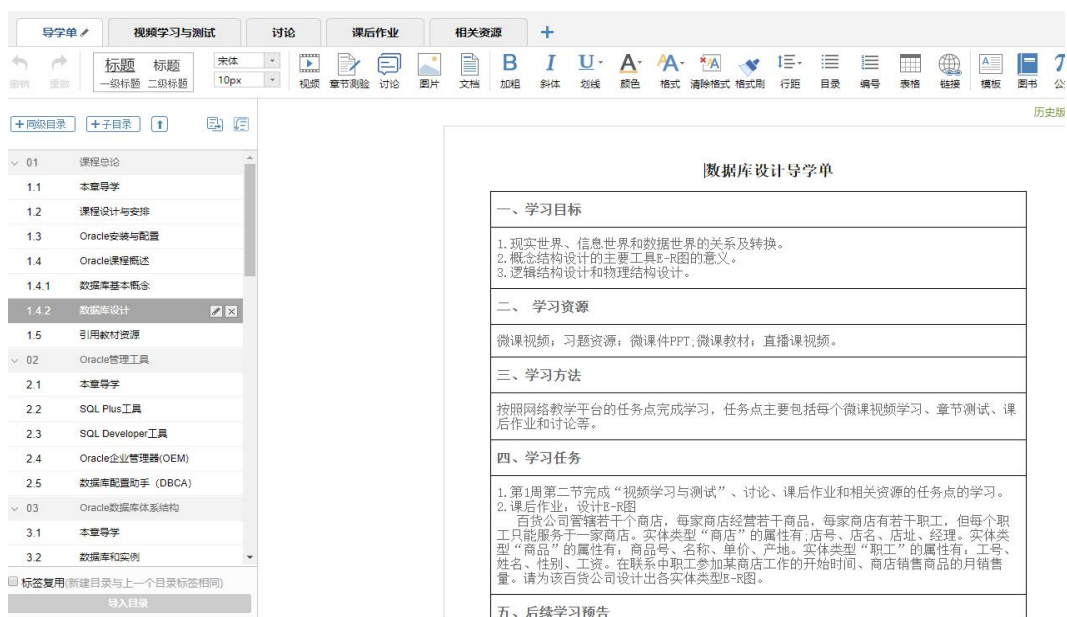 导学单
视频学习与测试
讨论
课后作业
相关资源
撤销 重做
标题 标题
一级标题 二级标题
宋体
10px
视频 章节测验 讨论 图片 文档 加粗 斜体 划线 颜色 格式 清除格式 格式刷 行距 目录 编号 表格 链接 模板 图书
+同级目录
+子目录
01 课程总论
1.1 本章导学
1.2 课程设计与安排
1.3 Oracle安装与配置
1.4 Oracle课程概述
1.4.1 数据库基本概念
1.4.2 数据库设计
1.5 引用教材资源
02 Oracle管理工具
2.1 本章导学
2.2 SQL Plus工具
2.3 SQL Developer工具
2.4 Oracle企业管理器(OEM)
2.5 数据库配置助手（DBCA）
03 Oracle数据库体系结构
3.1 本章导学
3.2 数据库和实例
标签复用(新建目录与上一个目录标签相同)
导入目录
历史版
数据库设计导学单
一、学习目标
1.现实世界、信息世界和数据世界的关系及转换。
2.概念结构设计的主要工具E-R图的意义。
3.逻辑结构设计和物理结构设计。
二、 学习资源
微课视频；习题资源；微课件PPT;微课教材；直播课视频。
三、学习方法
按照网络教学平台的任务点完成学习，任务点主要包括每个微课视频学习、章节测试、课
后作业和讨论等。
四、学习任务
1.第1周第二节完成“视频学习与测试”、讨论、课后作业和相关资源的任务点的学习。
2.课后作业：设计E-R图
百货公司管辖若干个商店，每家商店经营若干商品，每家商店有若干职工，但每个职
工只能服务于一家商店。实体类型“商店”的属性有:店号、店名、店址、经理。实体类
型“商品”的属性有：商品号、名称、单价、产地。实体类型“职工”的属性有：工号、
姓名、性别、工资。在联系中职工参加某商店工作的开始时间、商店销售商品的月销售
量。请为该百货公司设计出各实体类型E-R图。
五、后续学习预告